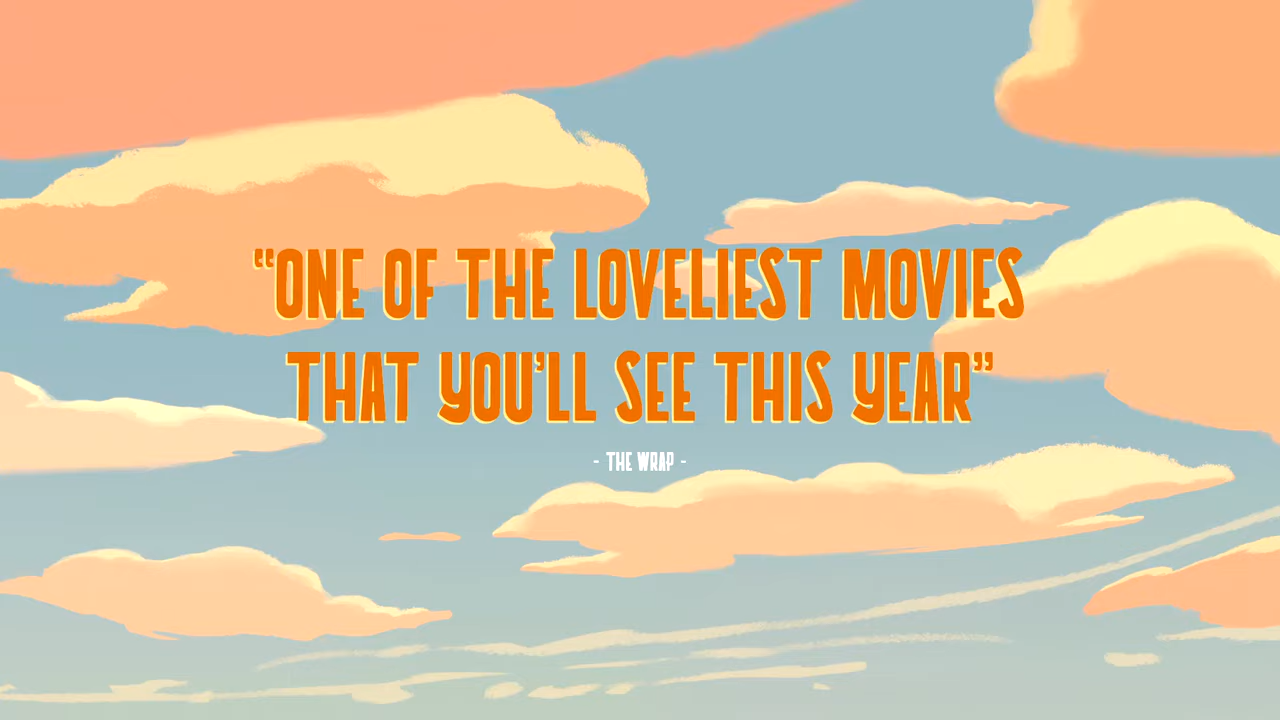 “ONE OF THE LOVELIEST MOVIES
THAT YOU’LL SEE THIS YEAR”
- THE WRAP -